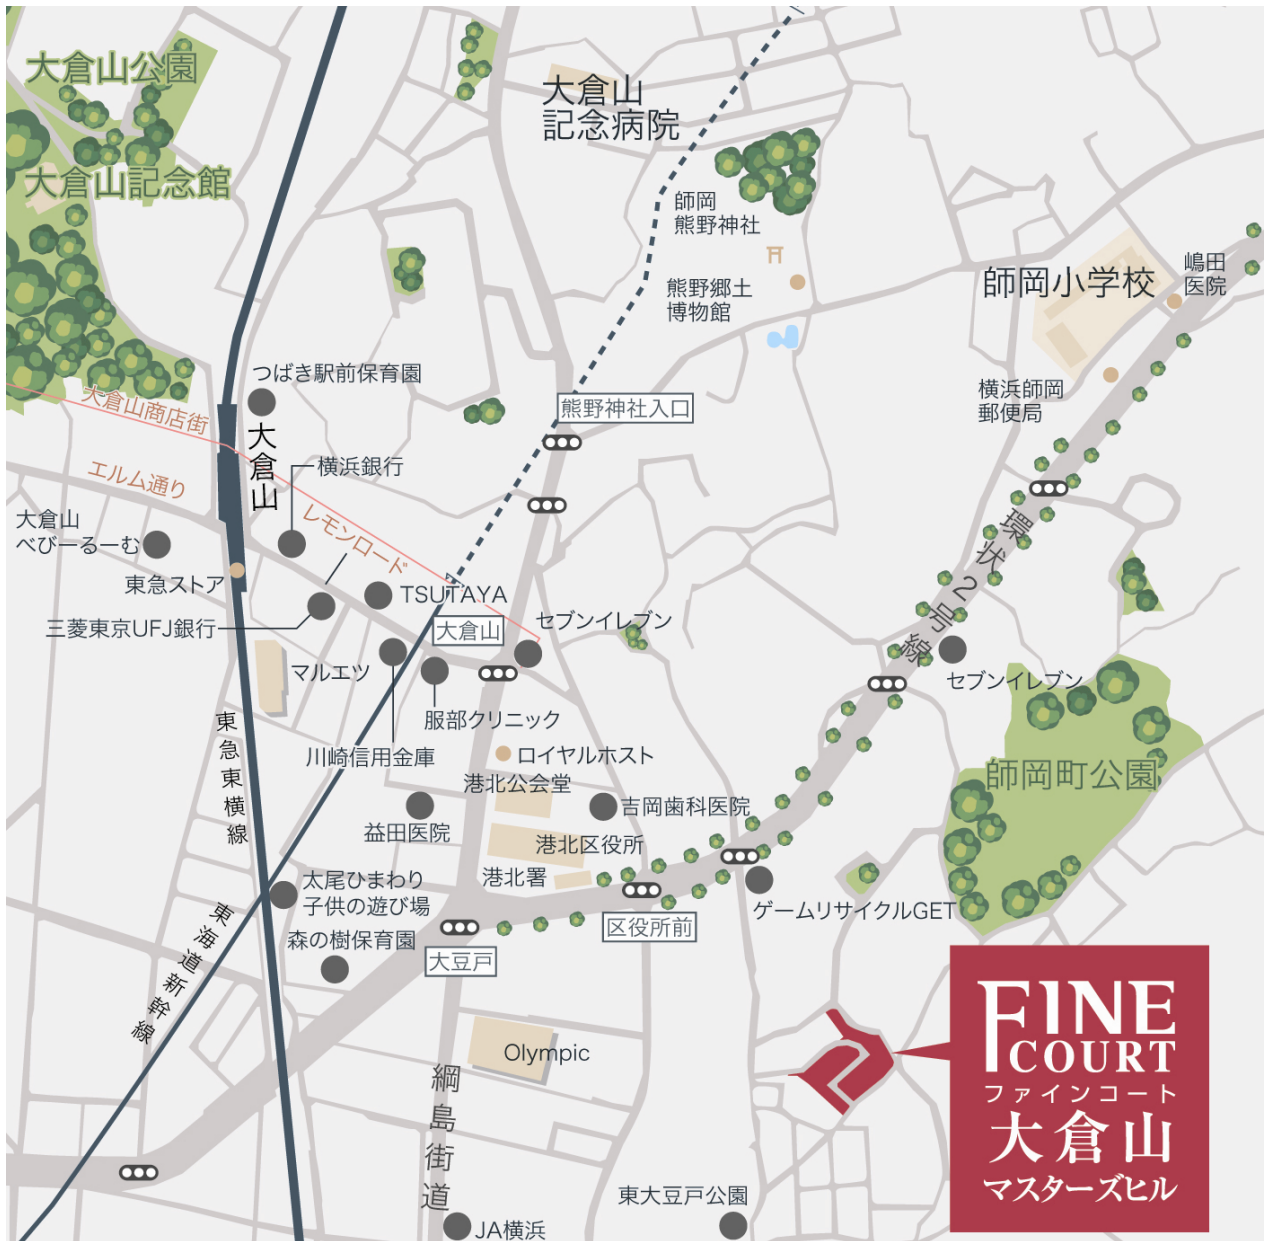 大倉山公園
大倉山記念館
大倉山
記念病院
師岡
熊野神社
熊野郷土
博物館
師岡小学校
嶋田
医院
横浜師岡
郵便局
つばき駅前保育園
大倉山商店街
熊野神社入口
大倉山
横浜銀行
エルム通り
レモンロード
大倉山
べびーるーむ
東急ストア
三菱東京UFJ銀行
TSUTAYA
大倉山
セブンイレブン
マルエツ
服部クリニック
川崎信用金庫
ロイヤルホスト
港北公会堂
環状2号線
セブンイレブン
師岡町公園
東急東横線
益田医院
吉岡歯科医院
港北区役所
港北署
太尾ひまわり
子供の遊び場
森の樹保育園
東海道新幹線
大豆戸
区役所前
ゲームリサイクルGET
Olympic
綱島街道
JA横浜
東大豆戸公園
FINE
COURT
ファインコート
大倉山
マスターズヒル